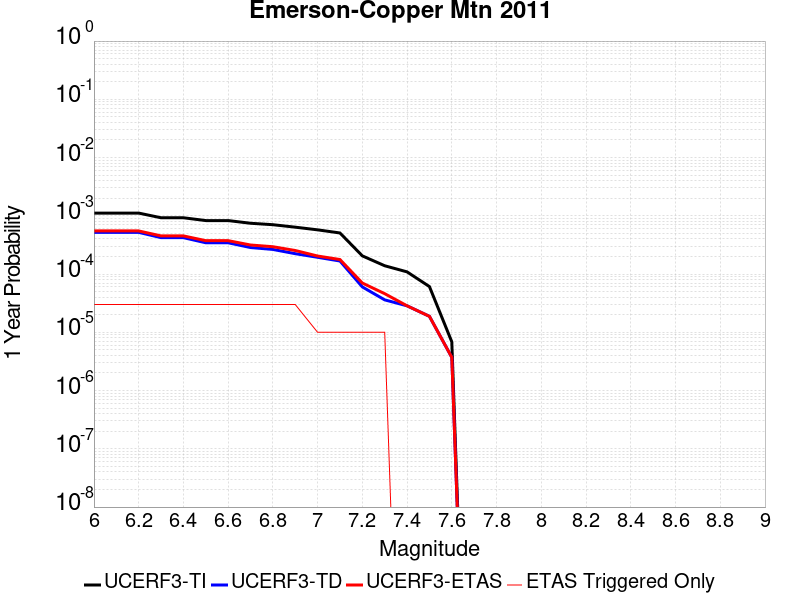 Emerson-Copper Mtn 2011
1 Year Probability
10^0
10^-1
10^-2
10^-3
10^-4
10^-5
10^-6
10^-7
10^-8
6 6.2 6.4 6.6 6.8 7 7.2 7.4 7.6 7.8 8 8.2 8.4 8.6 8.8 9
Magnitude
UCERF3-TI UCERF3-TD UCERF3-ETAS ETAS Triggered Only